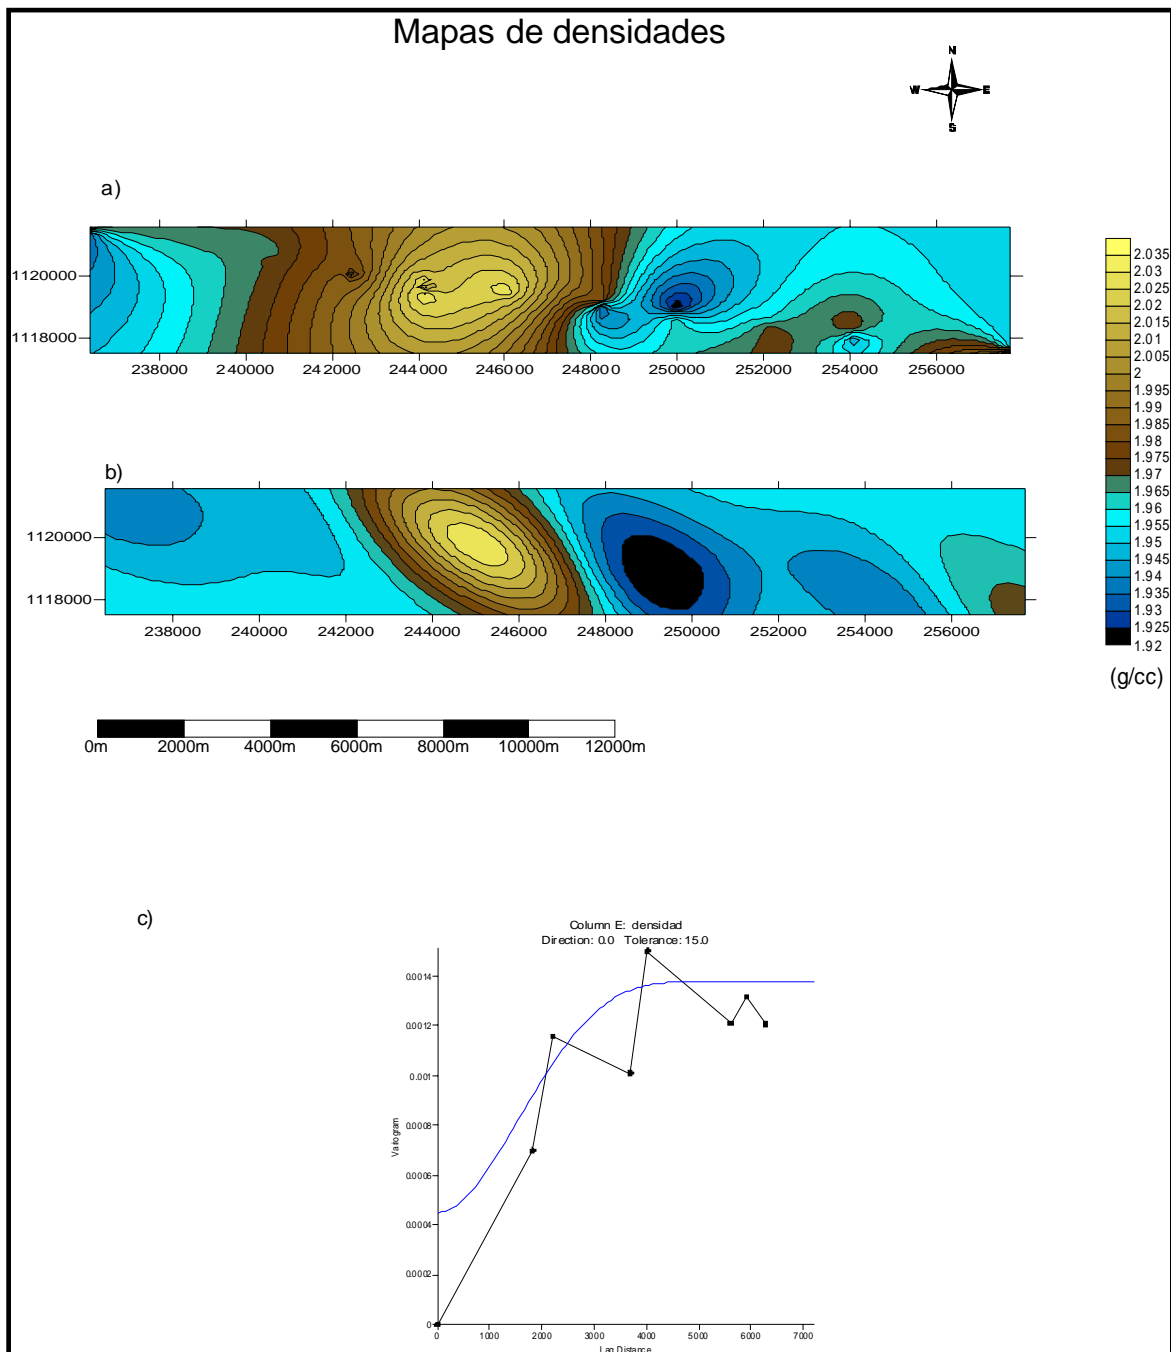 Mapas de densidades
N
W E
S
a)
1120000
1118000
238000 240000 242000 244000 246000 248000 250000 252000 254000 256000
b)
1120000
1118000
238000 240000 242000 244000 246000 248000 250000 252000 254000 256000
2.035
2.03
2.025
2.02
2.015
2.01
2.005
2
1.995
1.99
1.985
1.98
1.975
1.97
1.965
1.96
1.955
1.95
1.945
1.94
1.935
1.93
1.925
1.92
(g/cc)
0m 2000m 4000m 6000m 8000m 10000m 12000m
c)
Column E: densidad
Direction: 0.0 Tolerance: 15.0
0.0014
0.0012
0.001
0.0008
0.0006
0.0004
0.0002
0
Variogram
0 1000 2000 3000 4000 5000 6000 7000
Lag Distance